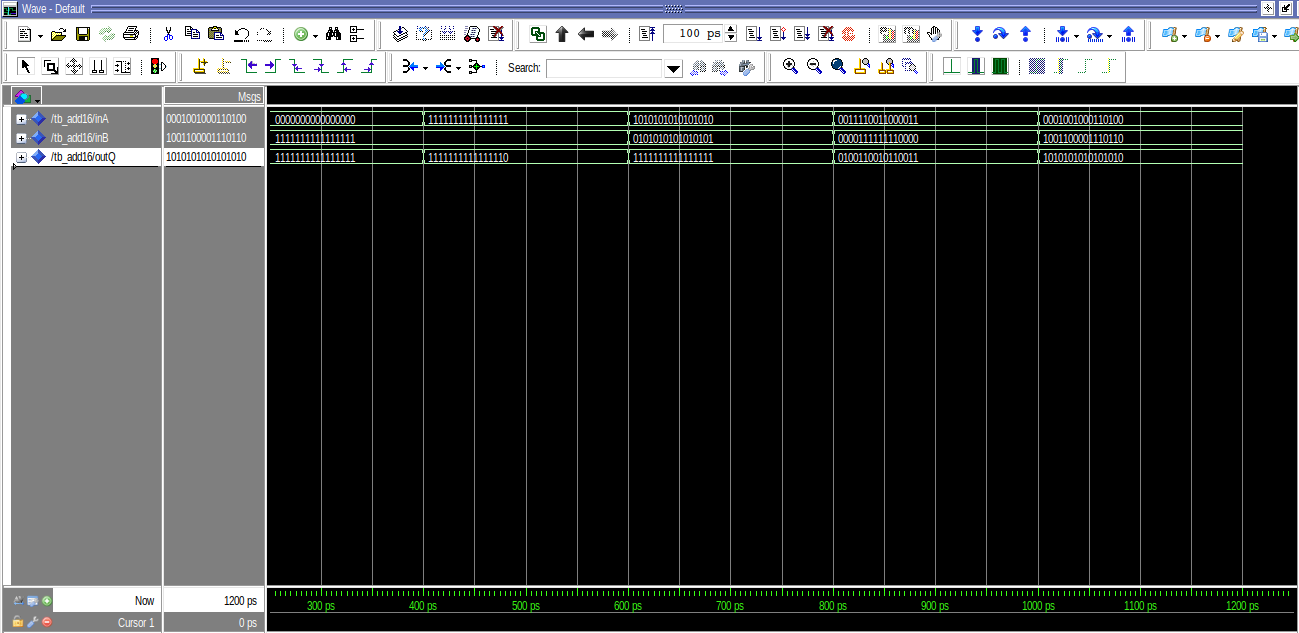 Wave - Default
100 ps
Search:
Msgs
/tb_add16/inA 0001001000110100 0000000000000000 1111111111111111 1010101010101010 0011110011000011 0001001000110100
/tb_add16/inB 1001100001110110 1111111111111111 0101010101010101 0000111111110000 1001100001110110
/tb_add16/outQ 1010101010101010 1111111111111111 1111111111111110 1111111111111111 0100110010110011 1010101010101010
Now 1200 ps
300 ps 400 ps 500 ps 600 ps 700 ps 800 ps 900 ps 1000 ps 1100 ps 1200 ps
Cursor 1 0 ps